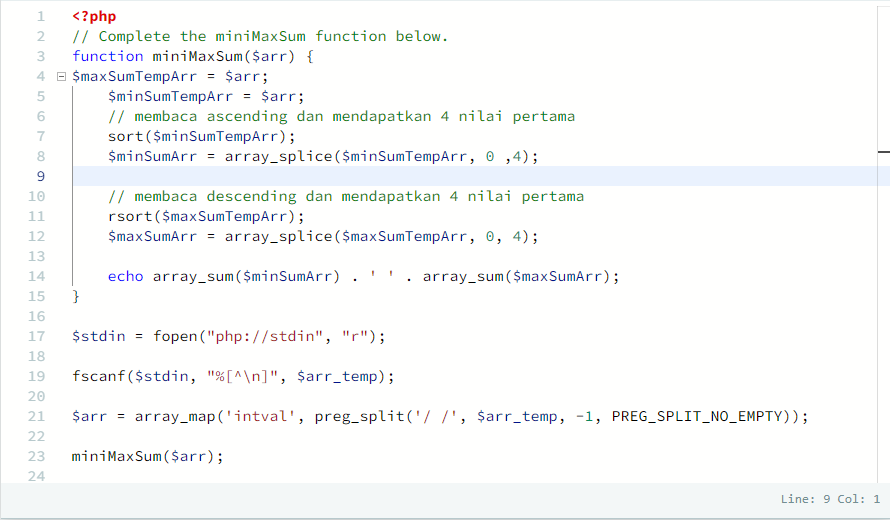 1 <?php
2 // Complete the miniMaxSum function below.
3 function miniMaxSum($arr) {
4 $maxSumTempArr = $arr;
5 $minSumTempArr = $arr;
6 // membaca ascending dan mendapatkan 4 nilai pertama
7 sort($minSumTempArr);
8 $minSumArr = array_splice($minSumTempArr, 0 ,4);
9
10 // membaca descending dan mendapatkan 4 nilai pertama
11 rsort($maxSumTempArr);
12 $maxSumArr = array_splice($maxSumTempArr, 0, 4);
13
14 echo array_sum($minSumArr) . ' ' . array_sum($maxSumArr);
15 }
16
17 $stdin = fopen("php://stdin", "r");
18
19 fscanf($stdin, "%[^\n]", $arr_temp);
20
21 $arr = array_map('intval', preg_split('/ /', $arr_temp, -1, PREG_SPLIT_NO_EMPTY));
22
23 miniMaxSum($arr);
24
Line: 9 Col: 1